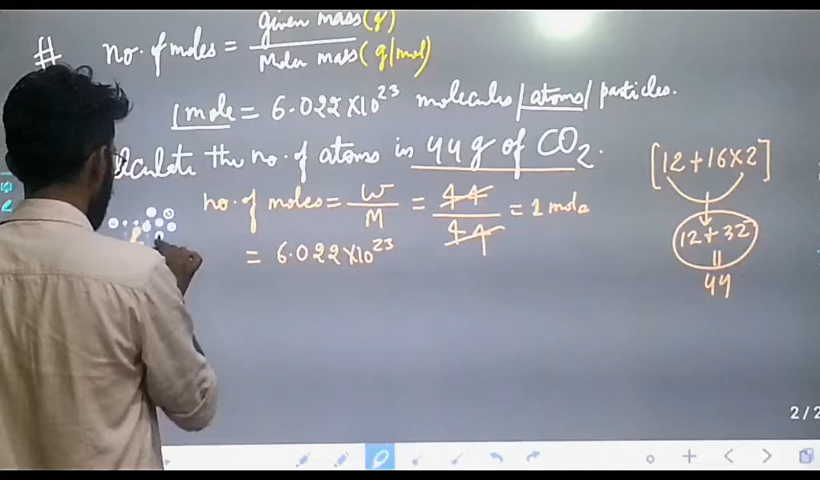 # no. of moles = given mass (g) / Molar mass (g/mol)
1 mole = 6.022×10²³ molecules/atoms/particles.
the no. of atoms in 44 g of CO₂.
[12+16×2]
no. of moles = W/M = 44/44 = 1 mole
12+32
= 6.022×10²³
||
44
2/2